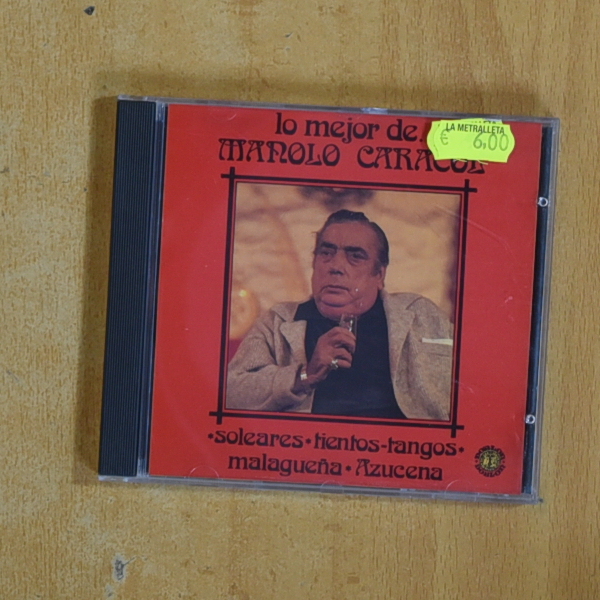 lo mejor de...
MANOLO CARACOL
LA METRALLETA
€ 6,00
•soleares•tientos-tangos•
malagueña•Azucena